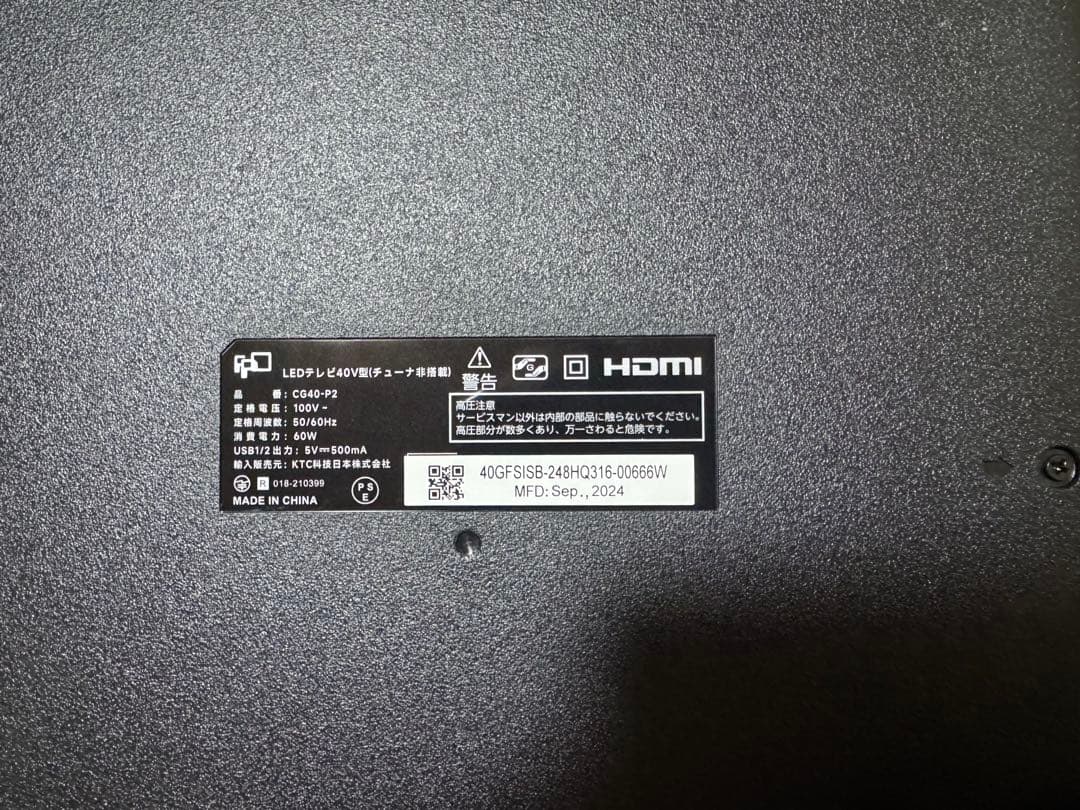 LEDテレビ40V型(チューナ非搭載)
品番: CG40-P2
定格電圧: 100V~
定格周波数: 50/60Hz
消費電力: 60W
USB1/2出力: 5V⎓500mA
輸入販売元: KTC科技日本株式会社
R 018-210399
PSE
MADE IN CHINA
警告
G
HDMI
高圧注意
サービスマン以外は内部の部品に触らないでください。
高圧部分が数多くあり、万一さわると危険です。
40GFSISB-248HQ316-00666W
MFD: Sep.,2024